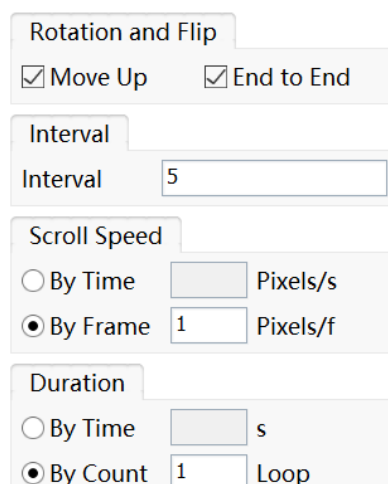 Rotation and Flip
Move Up End to End
Interval
Interval 5
Scroll Speed
By Time Pixels/s
By Frame 1 Pixels/f
Duration
By Time s
By Count 1 Loop